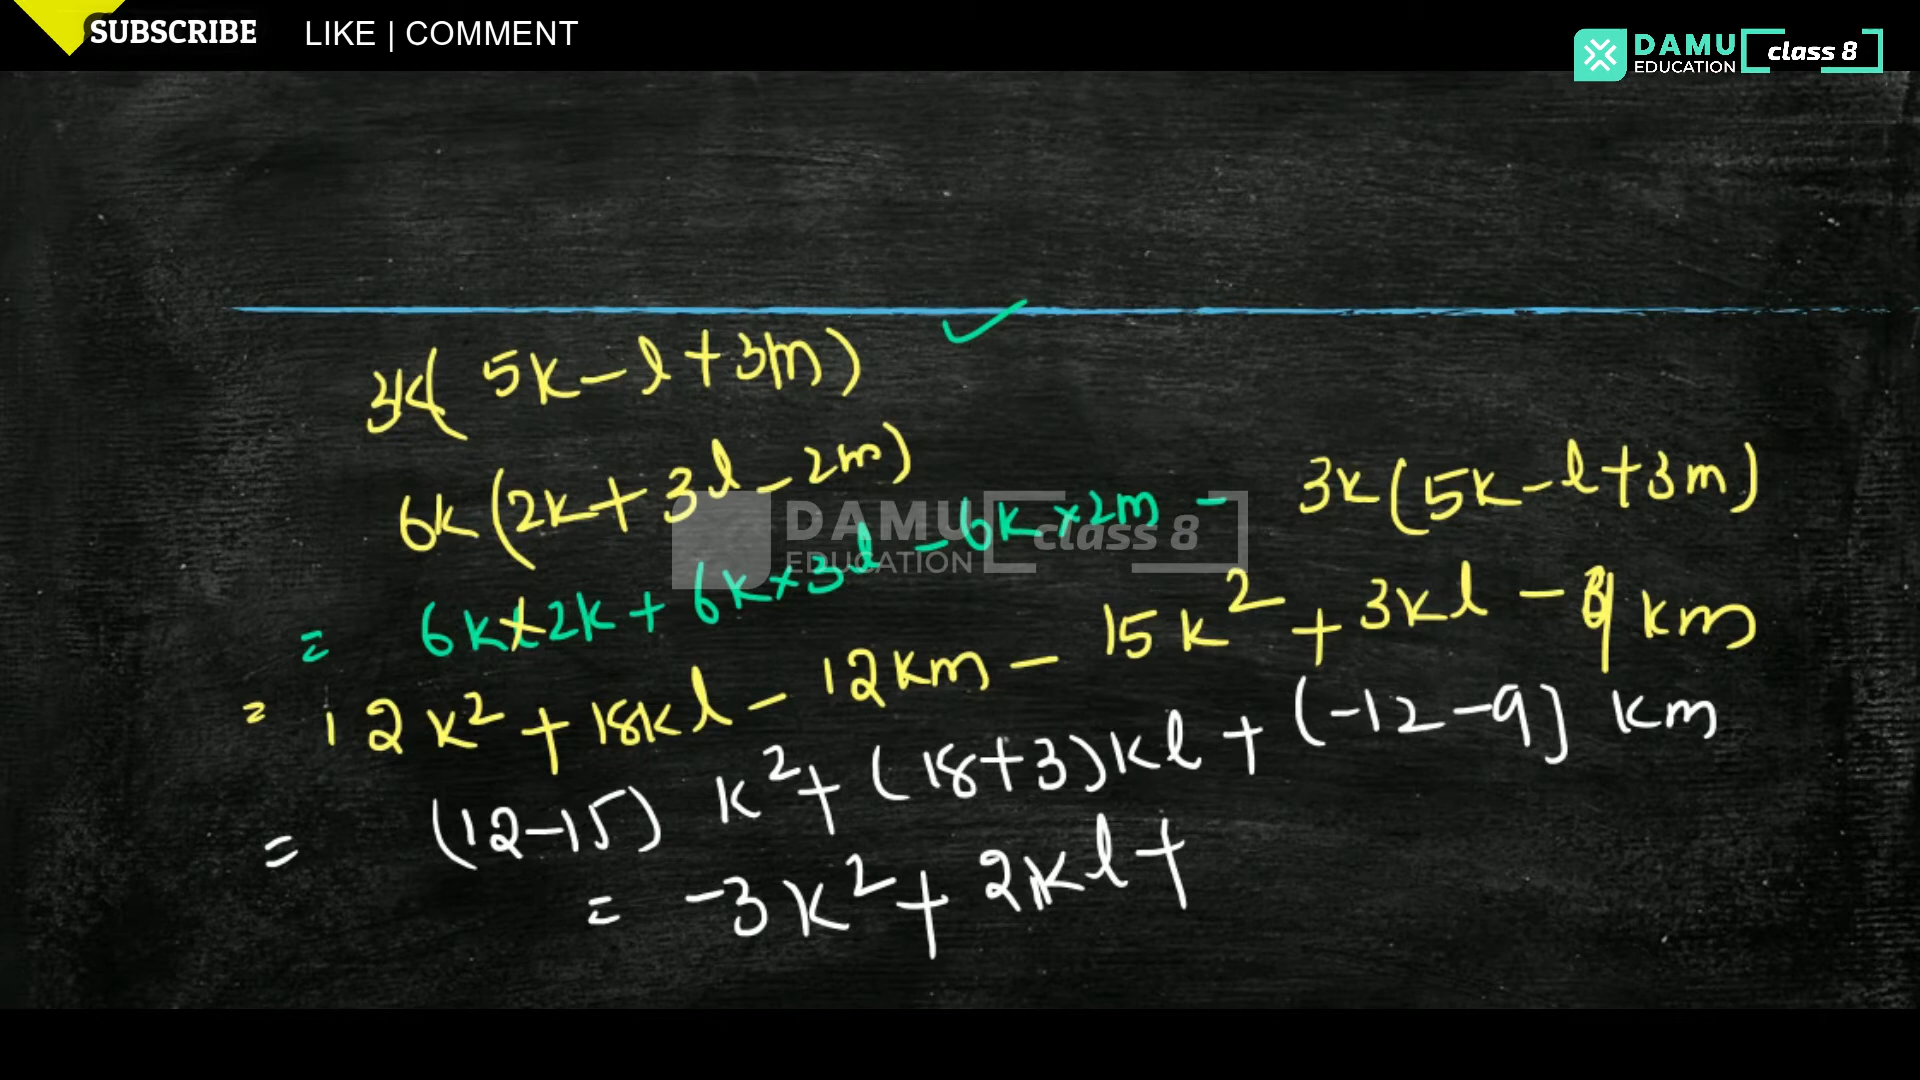 SUBSCRIBE LIKE | COMMENT
DAMU EDUCATION class 8
3k( 5k-l+3m) ✓
6k(2k+3l-2m)
3k(5k-l+3m)
DAMU EDUCATION class 8
= 6k×2k+6k×3l-6k×2m -
= 12k²+18kl-12km-15k²+3kl-9km
= (12-15) k²+(18+3)kl+(-12-9] km
= -3k²+21kl+